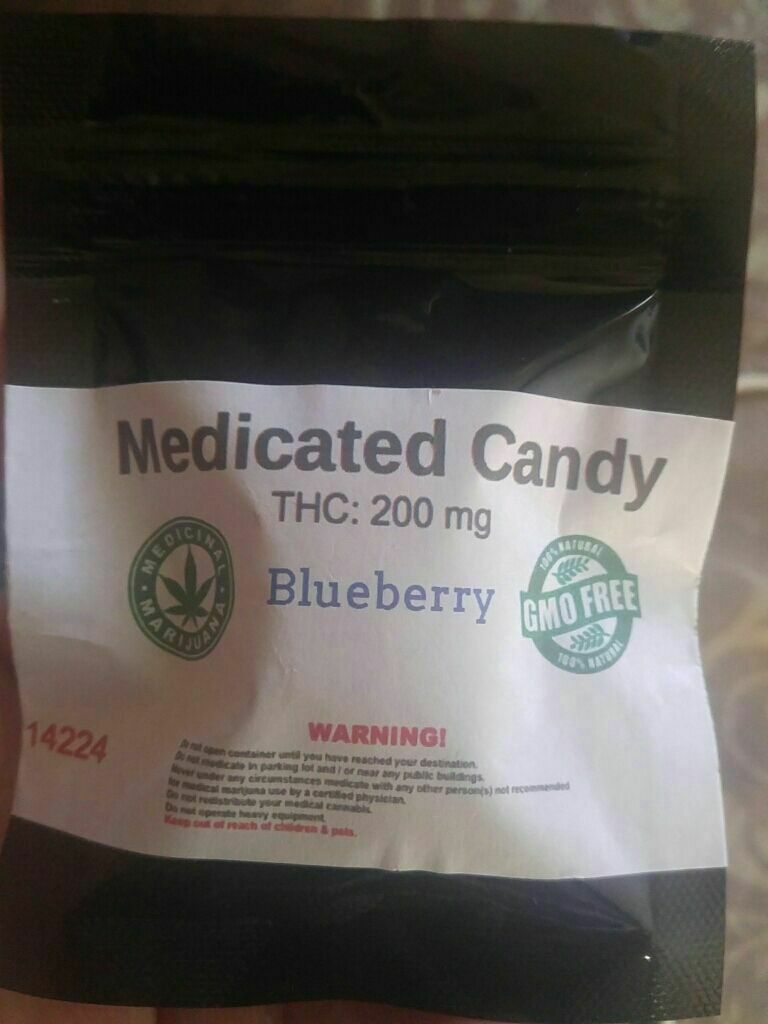 Medicated Candy
THC: 200 mg
MEDICINAL
MARIJUANA
Blueberry
100% NATURAL
GMO FREE
100% NATURAL
14224
WARNING!
Do not open container until you have reached your destination.
Do not medicate in parking lot and / or near any public buildings.
Never under any circumstances medicate with any other person(s) not recommended
for medical marijuana use by a certified physician.
Do not redistribute your medical cannabis.
Do not operate heavy equipment.
Keep out of reach of children & pets.